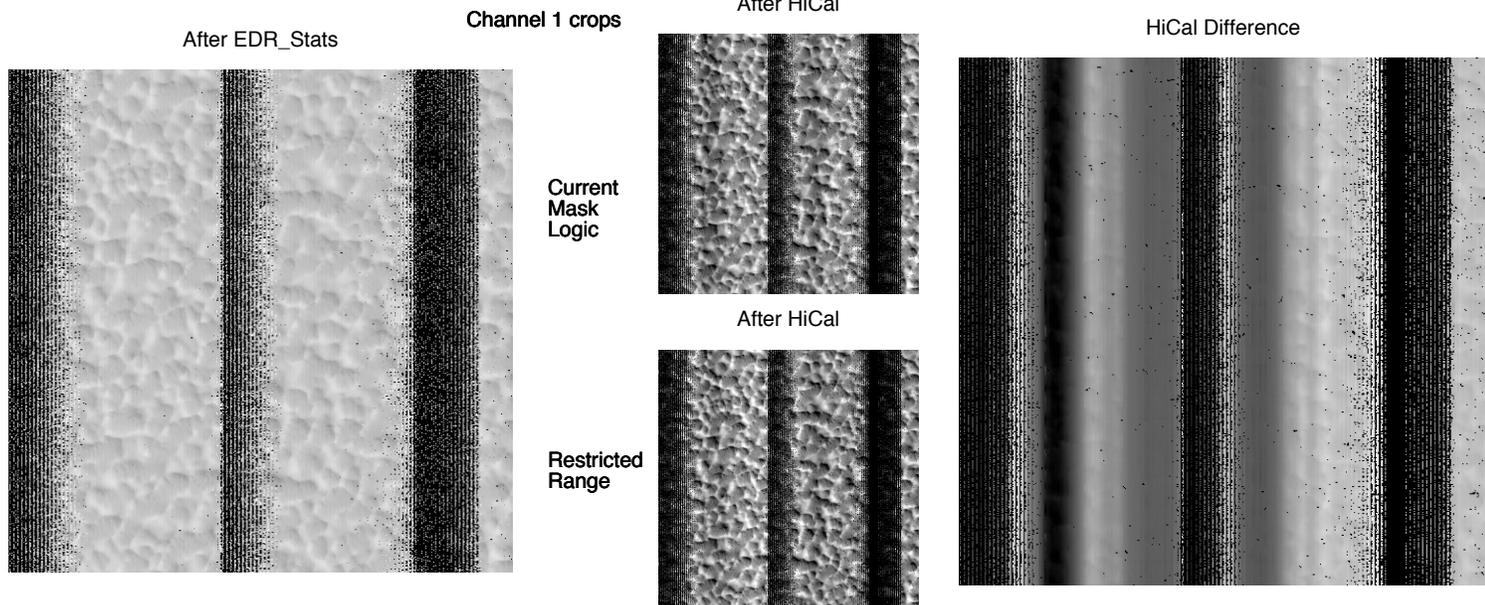 Channel 1 crops
After HiCal
After EDR_Stats
HiCal Difference
Current
Mask
Logic
After HiCal
Restricted
Range